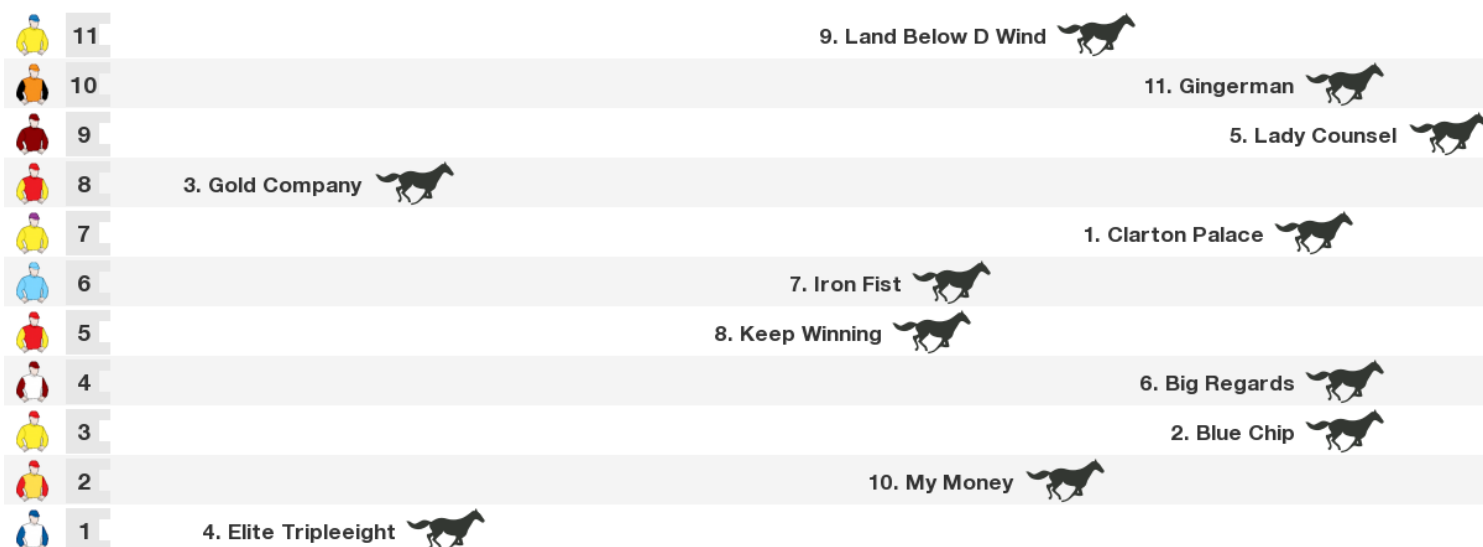 11 9. Land Below D Wind
10 11. Gingerman
9 5. Lady Counsel
8 3. Gold Company
7 1. Clarton Palace
6 7. Iron Fist
5 8. Keep Winning
4 6. Big Regards
3 2. Blue Chip
2 10. My Money
1 4. Elite Tripleeight